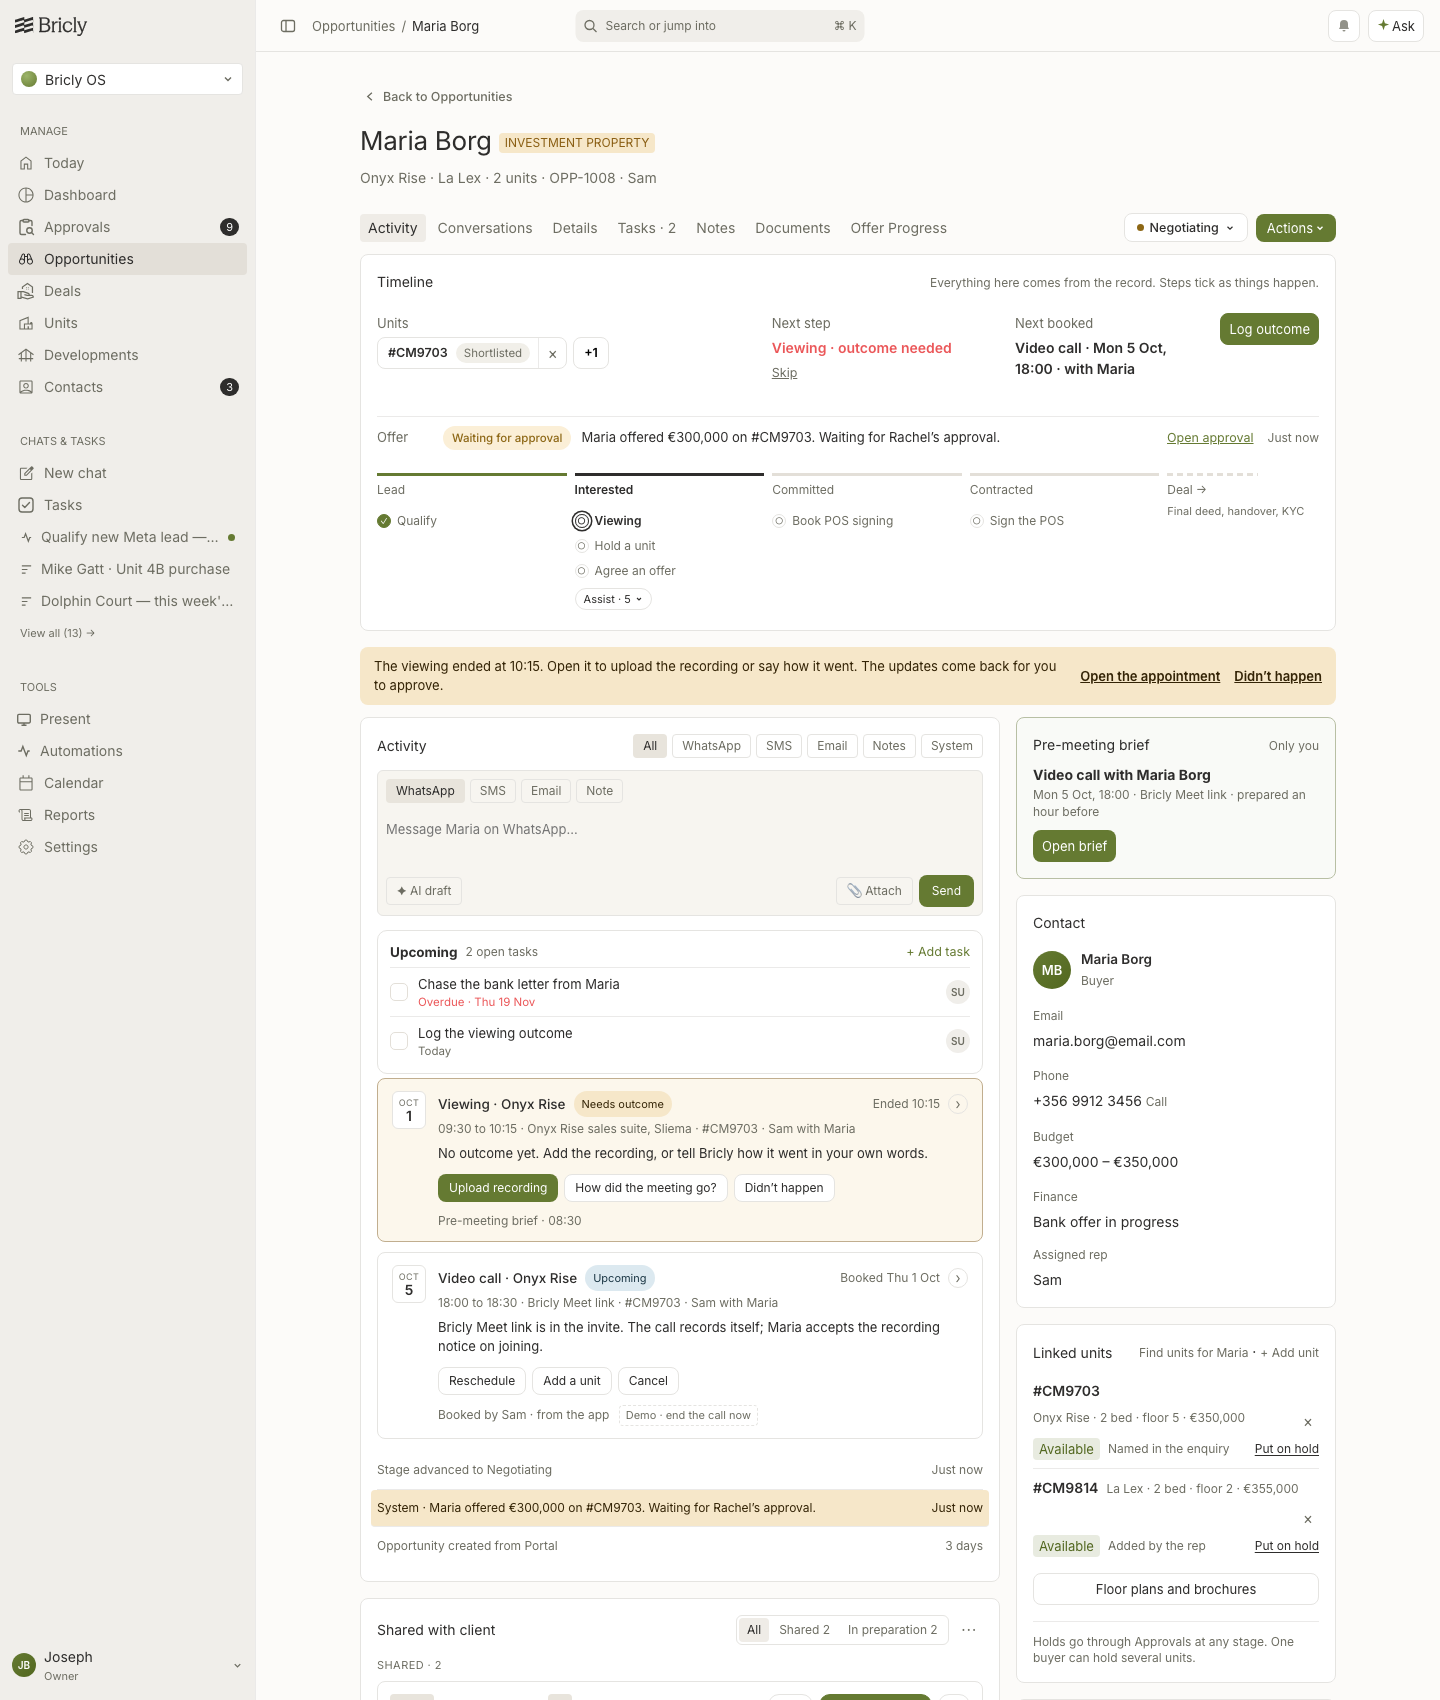 Bricly
Opportunities / Maria Borg
Search or jump into ⌘ K
Ask
Bricly OS
MANAGE
Today
Dashboard
Approvals 9
Opportunities
Deals
Units
Developments
Contacts 3
CHATS & TASKS
New chat
Tasks
Qualify new Meta lead —...
Mike Gatt · Unit 4B purchase
Dolphin Court — this week'...
View all (13) →
TOOLS
Present
Automations
Calendar
Reports
Settings
JB Joseph
Owner
Back to Opportunities
Maria Borg INVESTMENT PROPERTY
Onyx Rise · La Lex · 2 units · OPP-1008 · Sam
Activity Conversations Details Tasks · 2 Notes Documents Offer Progress
Negotiating Actions
Timeline Everything here comes from the record. Steps tick as things happen.
Units
#CM9703 Shortlisted × +1
Next step
Viewing · outcome needed
Skip
Next booked
Video call · Mon 5 Oct,
18:00 · with Maria
Log outcome
Offer Waiting for approval Maria offered €300,000 on #CM9703. Waiting for Rachel’s approval. Open approval Just now
Lead
Qualify
Interested
Viewing
Hold a unit
Agree an offer
Assist · 5
Committed
Book POS signing
Contracted
Sign the POS
Deal →
Final deed, handover, KYC
The viewing ended at 10:15. Open it to upload the recording or say how it went. The updates come back for you
to approve.
Open the appointment Didn’t happen
Activity All WhatsApp SMS Email Notes System
WhatsApp SMS Email Note
Message Maria on WhatsApp...
AI draft Attach Send
Upcoming 2 open tasks + Add task
Chase the bank letter from Maria
Overdue · Thu 19 Nov SU
Log the viewing outcome
Today SU
OCT
1
Viewing · Onyx Rise Needs outcome Ended 10:15
09:30 to 10:15 · Onyx Rise sales suite, Sliema · #CM9703 · Sam with Maria
No outcome yet. Add the recording, or tell Bricly how it went in your own words.
Upload recording How did the meeting go? Didn’t happen
Pre-meeting brief · 08:30
OCT
5
Video call · Onyx Rise Upcoming Booked Thu 1 Oct
18:00 to 18:30 · Bricly Meet link · #CM9703 · Sam with Maria
Bricly Meet link is in the invite. The call records itself; Maria accepts the recording
notice on joining.
Reschedule Add a unit Cancel
Booked by Sam · from the app Demo · end the call now
Stage advanced to Negotiating Just now
System · Maria offered €300,000 on #CM9703. Waiting for Rachel’s approval. Just now
Opportunity created from Portal 3 days
Shared with client All Shared 2 In preparation 2 ···
SHARED · 2
Pre-meeting brief Only you
Video call with Maria Borg
Mon 5 Oct, 18:00 · Bricly Meet link · prepared an
hour before
Open brief
Contact
MB Maria Borg
Buyer
Email
maria.borg@email.com
Phone
+356 9912 3456 Call
Budget
€300,000 – €350,000
Finance
Bank offer in progress
Assigned rep
Sam
Linked units Find units for Maria · + Add unit
#CM9703
Onyx Rise · 2 bed · floor 5 · €350,000 ×
Available Named in the enquiry Put on hold
#CM9814 La Lex · 2 bed · floor 2 · €355,000
×
Available Added by the rep Put on hold
Floor plans and brochures
Holds go through Approvals at any stage. One
buyer can hold several units.